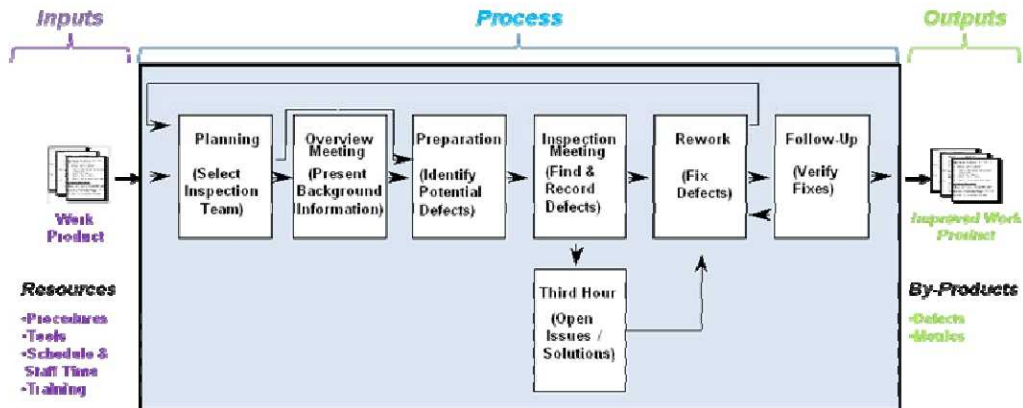 Inputs
Process
Outputs
Planning
(Select
Inspection
Team)
Overview
Meeting
(Present
Background
Information)
Preparation
(Identify
Potential
Defects)
Inspection
Meeting
(Find &
Record
Defects)
Rework
(Fix
Defects)
Follow-Up
(Verify
Fixes)
Work
Product
Improved Work
Product
Third Hour
(Open
Issues /
Solutions)
Resources
•Procedures
•Tools
•Schedule &
Staff Time
•Training
By-Products
•Defects
•Metrics